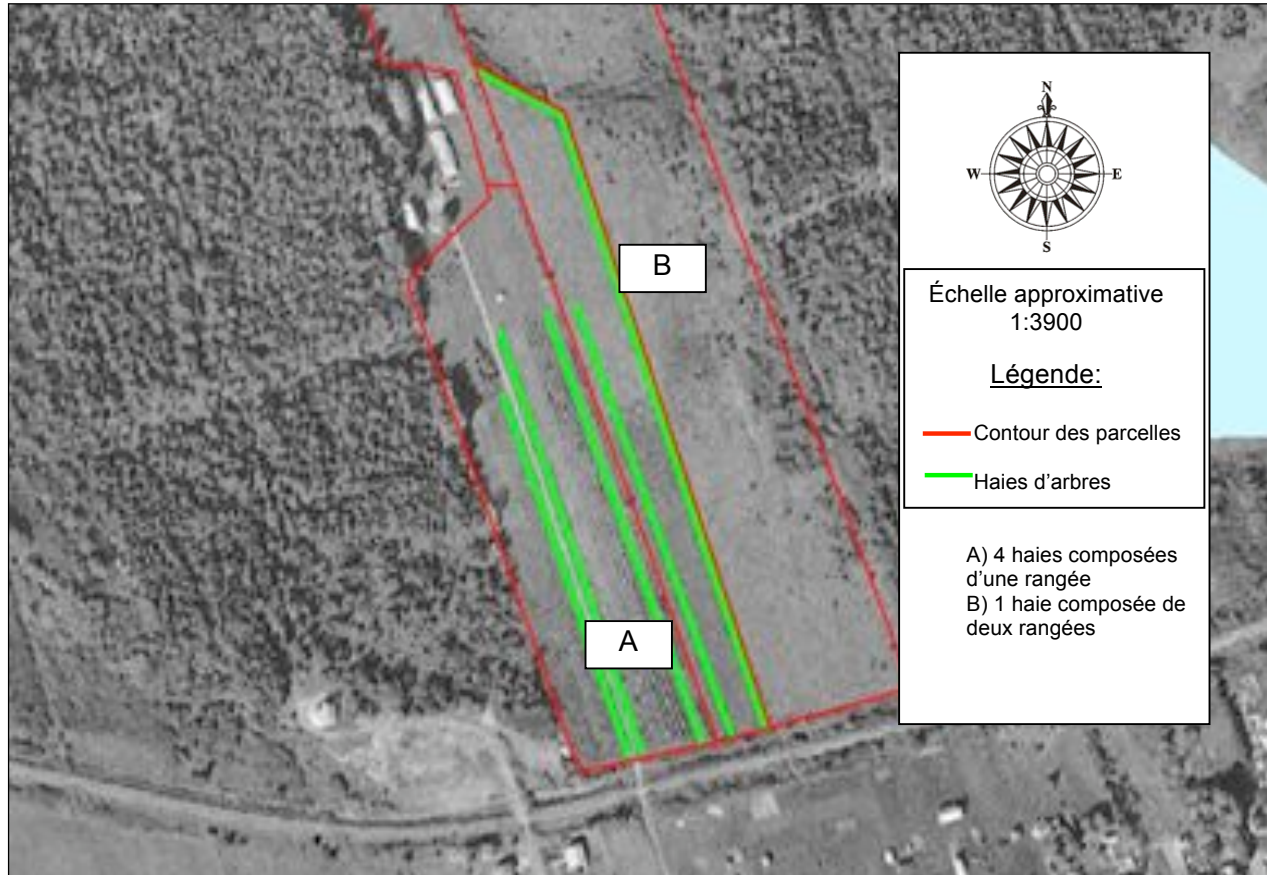 N
W E
S
Échelle approximative
1:3900
Légende:
Contour des parcelles
Haies d'arbres
A) 4 haies composées
d'une rangée
B) 1 haie composée de
deux rangées
B
A